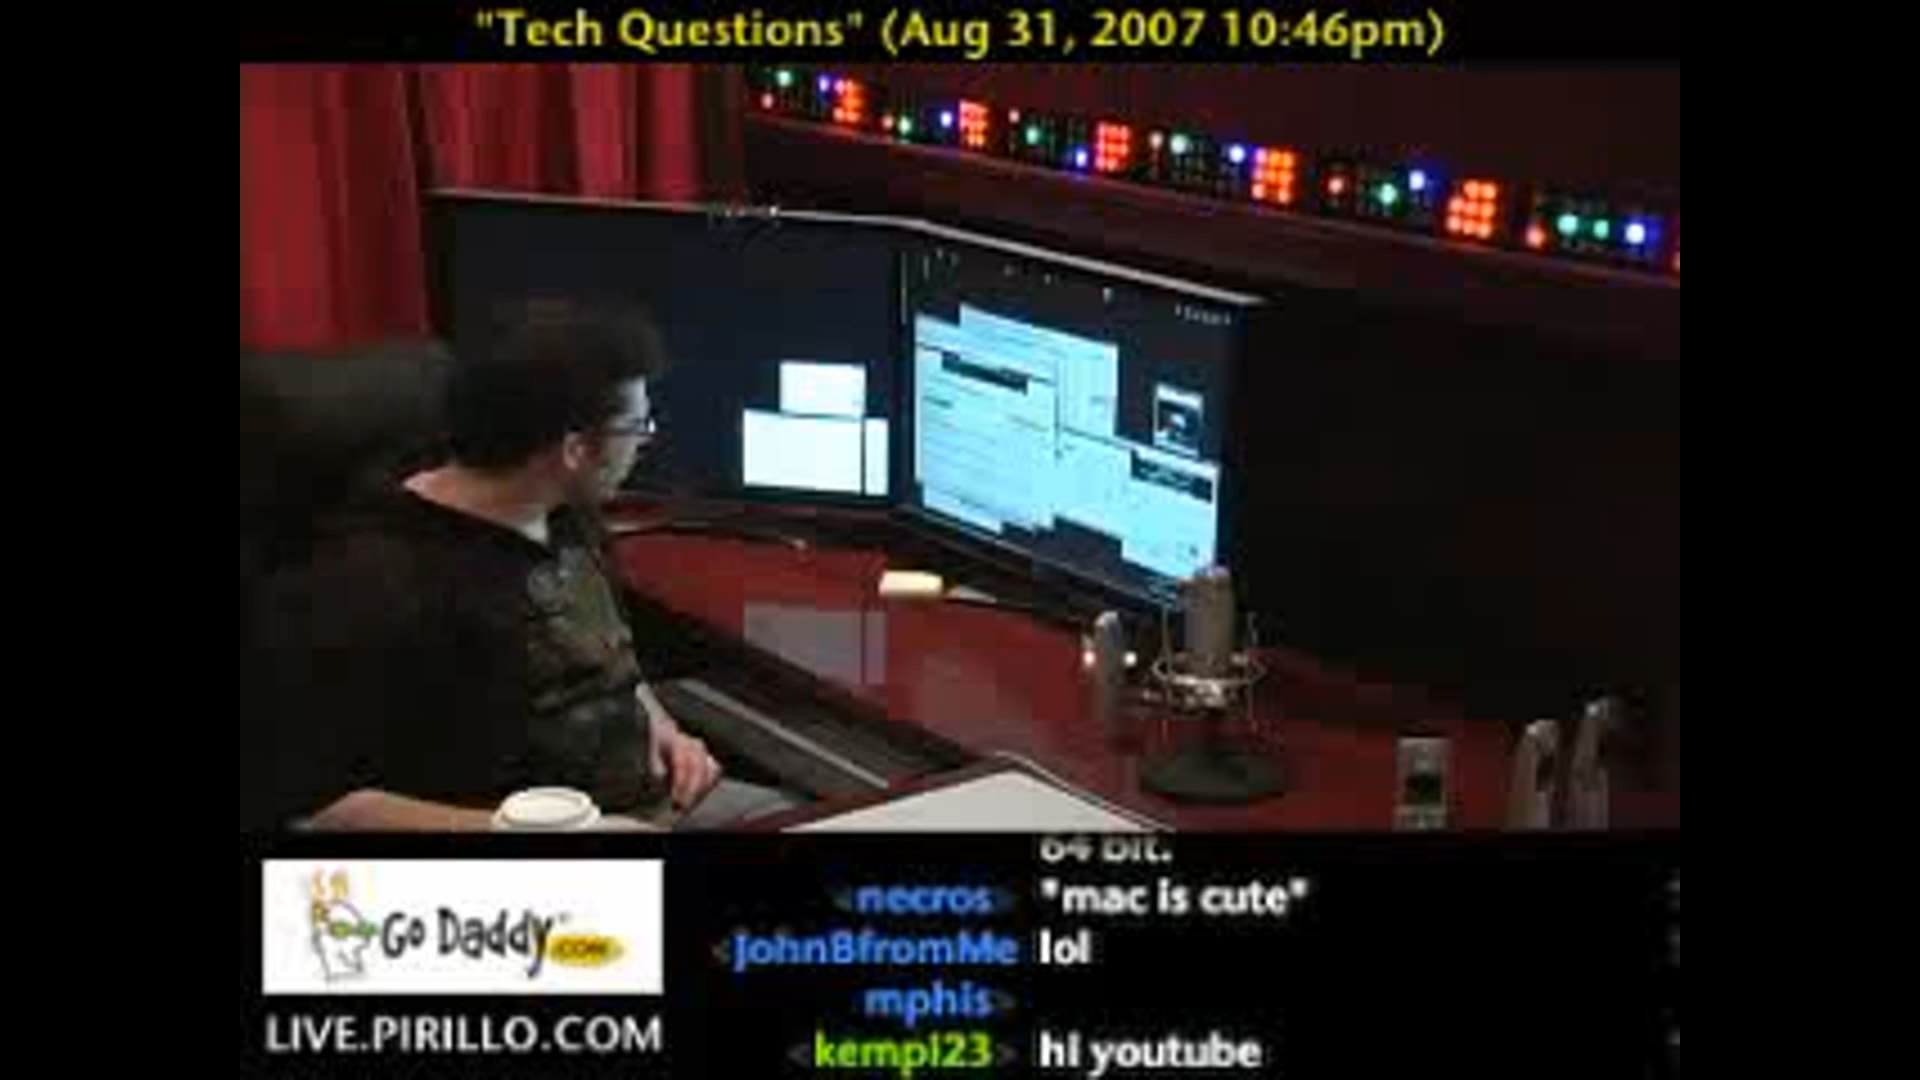 "Tech Questions" (Aug 31, 2007 10:46pm)
64 bit.
<necros> *mac is cute*
<JohnBfromMe
mphis> lol
<kempi23> hi youtube
Go Daddy.COM
LIVE.PIRILLO.COM